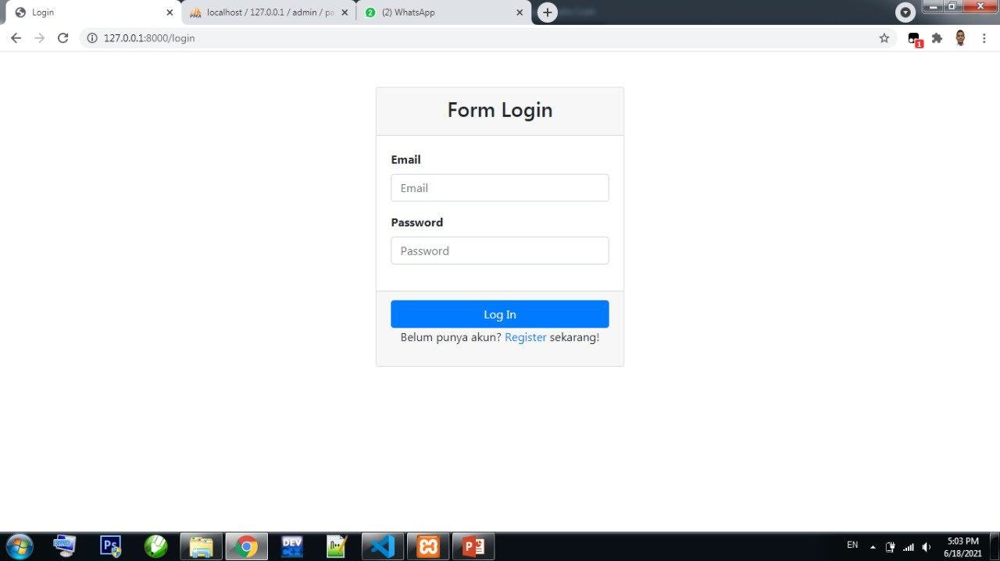 Login
localhost / 127.0.0.1 / admin / pa
(2) WhatsApp
127.0.0.1:8000/login
1
Form Login
Email
Email
Password
Password
Log In
Belum punya akun? Register sekarang!
Ps
DEV
EN
5:03 PM
6/18/2021